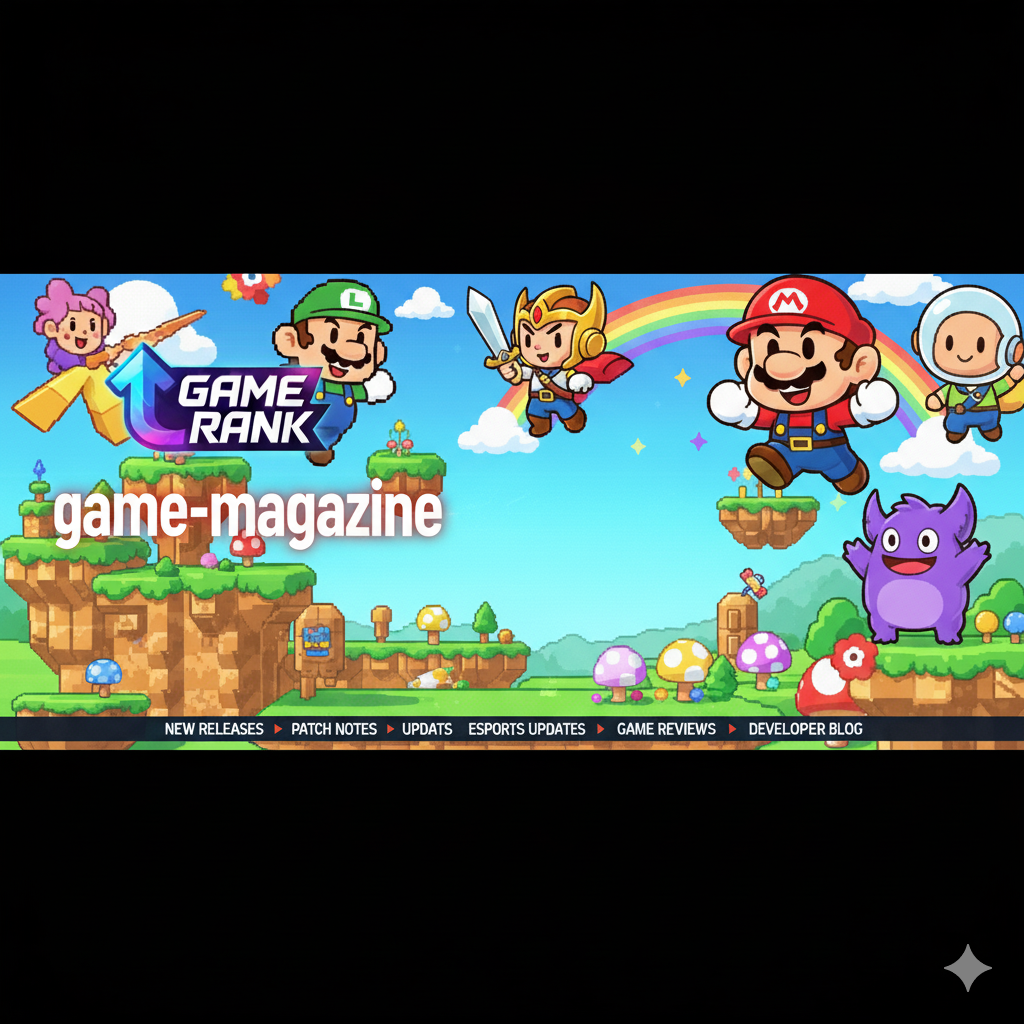 L
M
GAME
RANK
game-magazine
NEW RELEASES ▶ PATCH NOTES ▶ UPDATS ESPORTS UPDATES ▶ GAME REVIEWS ▶ DEVELOPER BLOG